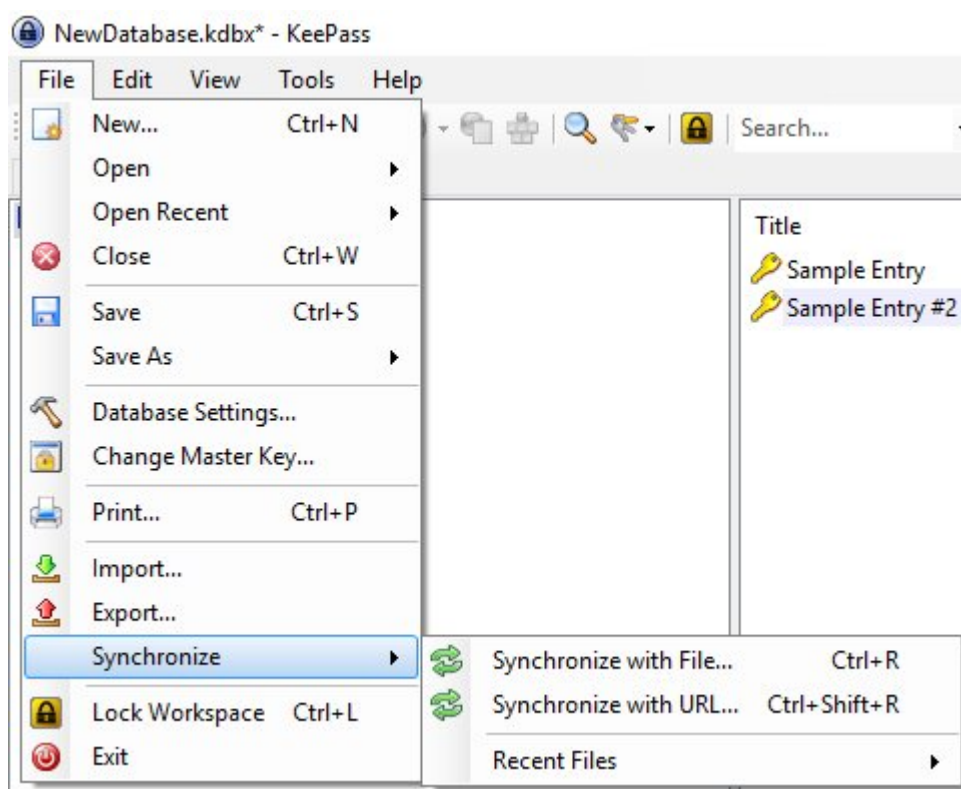 NewDatabase.kdbx* - KeePass
File Edit View Tools Help
New... Ctrl+N
Search...
Open
Open Recent
Close Ctrl+W
Save Ctrl+S
Save As
Database Settings...
Change Master Key...
Print... Ctrl+P
Import...
Export...
Synchronize
Lock Workspace Ctrl+L
Exit
Title
Sample Entry
Sample Entry #2
Synchronize with File... Ctrl+R
Synchronize with URL... Ctrl+Shift+R
Recent Files